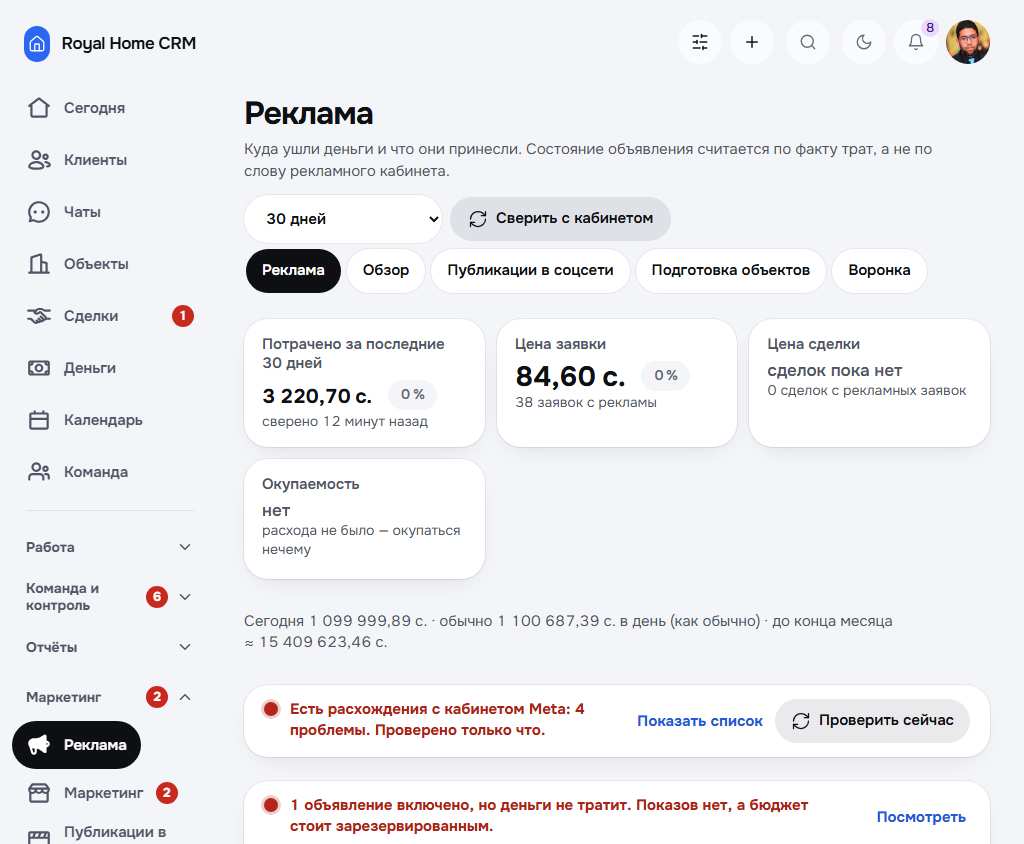 Royal Home CRM
8
Сегодня
Клиенты
Чаты
Объекты
Сделки
1
Деньги
Календарь
Команда
Работа
Команда и
контроль
6
Отчёты
Маркетинг
2
Реклама
Маркетинг
2
Публикации в
Реклама
Куда ушли деньги и что они принесли. Состояние объявления считается по факту трат, а не по
слову рекламного кабинета.
30 дней
Сверить с кабинетом
Реклама
Обзор
Публикации в соцсети
Подготовка объектов
Воронка
Потрачено за последние
30 дней
3 220,70 с.
0 %
сверено 12 минут назад
Цена заявки
84,60 с.
0 %
38 заявок с рекламы
Цена сделки
сделок пока нет
0 сделок с рекламных заявок
Окупаемость
нет
расхода не было — окупаться
нечему
Сегодня 1 099 999,89 с. · обычно 1 100 687,39 с. в день (как обычно) · до конца месяца
≈ 15 409 623,46 с.
Есть расхождения с кабинетом Meta: 4
проблемы. Проверено только что.
Показать список
Проверить сейчас
1 объявление включено, но деньги не тратит. Показов нет, а бюджет
стоит зарезервированным.
Посмотреть